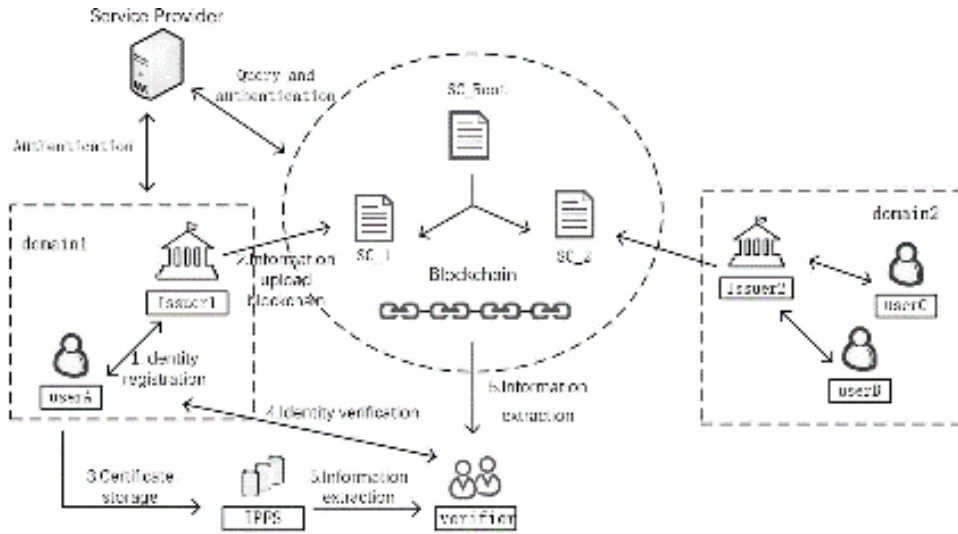 Service Provider
Query and
authentication
SC_Root
Authentication
domain1
domain2
SC_1
SC_2
2.Information
upload
blockchain
Blockchain
Issuer1
Issuer2
userC
1.Identity
registration
userA
userB
5.Information
extraction
4.Identity verification
3.Certificate
storage
5.Information
extraction
IPFS
verifier